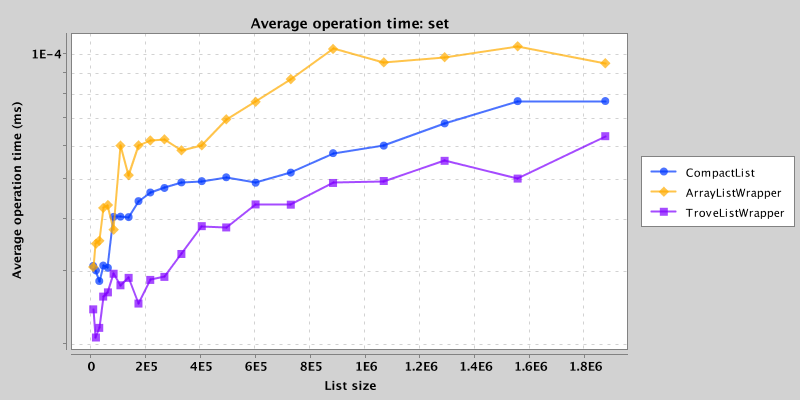 Average operation time: set
1E-4
Average operation time (ms)
0 2E5 4E5 6E5 8E5 1E6 1.2E6 1.4E6 1.6E6 1.8E6
List size
CompactList
ArrayListWrapper
TroveListWrapper